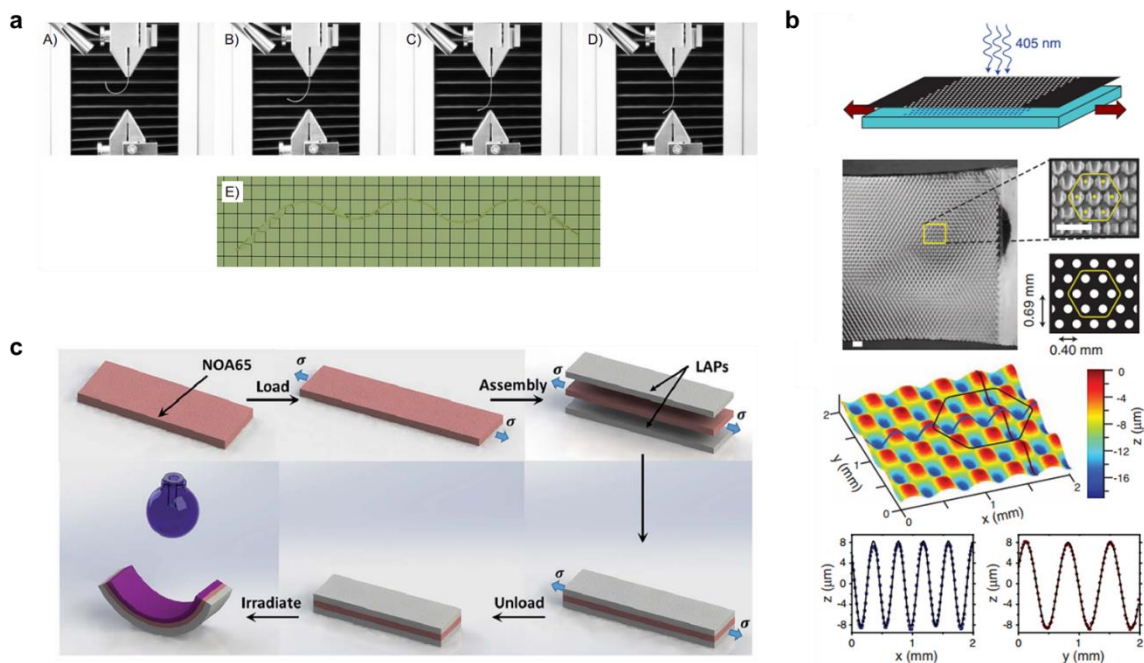 a
A)
B)
C)
D)
E)
b
405 nm
0.69 mm
0.40 mm
0
-4
-8
-12
-16
z (µm)
2
1
0
y (mm)
0
1
2
x (mm)
8
4
0
-4
-8
z (µm)
0
1
2
x (mm)
8
4
0
-4
-8
z (µm)
0
1
2
y (mm)
c
NOA65
Load
σ
σ
Assembly
LAPs
σ
σ
Irradiate
Unload
σ
σ